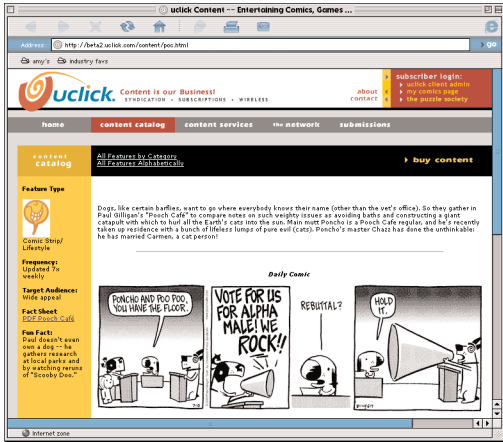 uclick Content -- Entertaining Comics, Games ...
Address: http://beta2.uclick.com/content/poc.html
go
amy's industry favs
uclick.
Content is our Business!
SYNDICATION • SUBSCRIPTIONS • WIRELESS
about
contact
subscriber login:
uclick client admin
my comics page
the puzzle society
home content catalog content services the network submissions
content
catalog
All Features by Category
All Features Alphabetically
buy content
Feature Type
Comic Strip/
Lifestyle
Frequency:
Updated 7x
weekly
Target Audience:
Wide appeal
Fact Sheet
PDF Pooch Café
Fun Fact:
Paul doesn't even
own a dog -- he
gathers research
at local parks and
by watching reruns
of "Scooby Doo."
Dogs, like certain barflies, want to go where everybody knows their name (other than the vet's office). So they gather in
Paul Gilligan's "Pooch Café" to compare notes on such weighty issues as avoiding baths and constructing a giant
catapult with which to hurl all the Earth's cats into the sun. Main mutt Poncho is a Pooch Cafe regular, and he's recently
taken up residence with a bunch of lifeless lumps of pure evil (cats). Poncho's master Chazz has done the unthinkable:
he has married Carmen, a cat person!
Daily Comic
PONCHO AND POO POO,
YOU HAVE THE FLOOR.
VOTE FOR US
FOR ALPHA
MALE! WE
ROCK!!
REBUTTAL?
HOLD
IT.
Internet zone